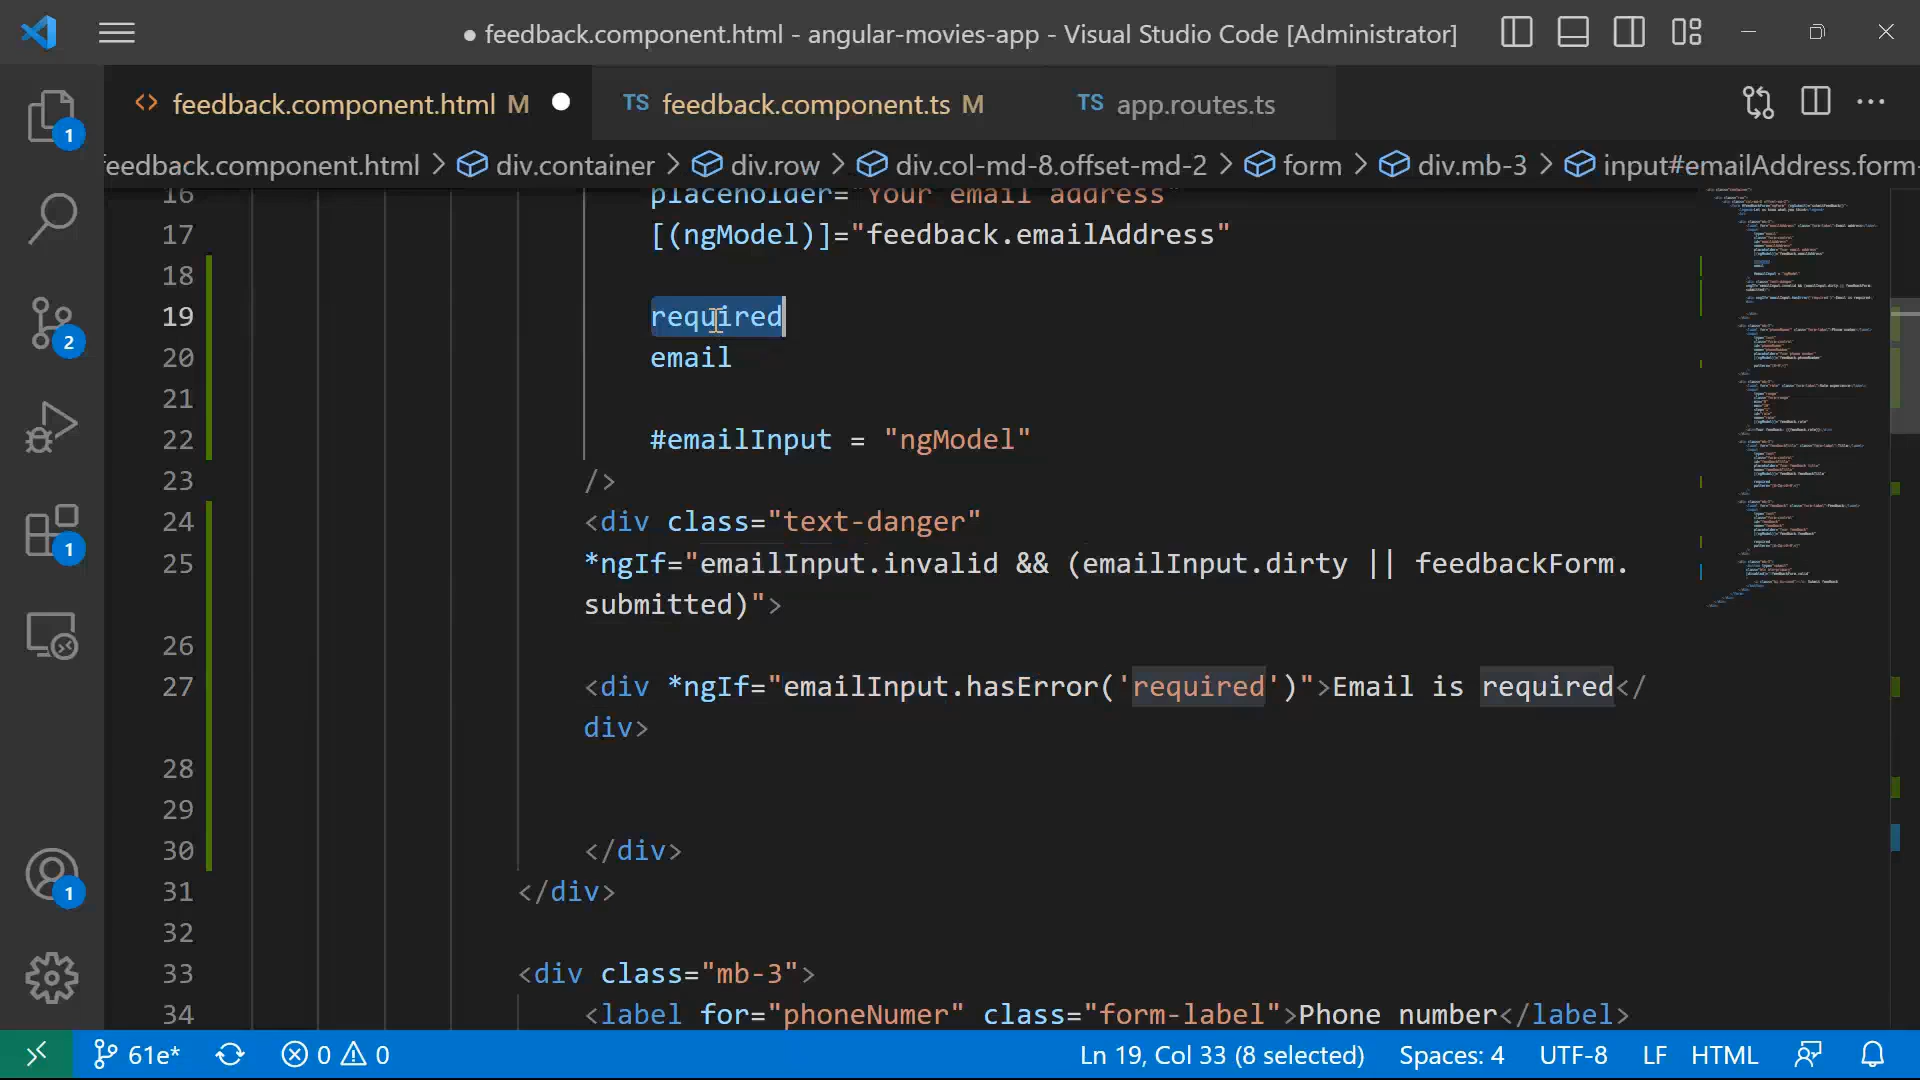 ● feedback.component.html - angular-movies-app - Visual Studio Code [Administrator]
feedback.component.html M
TS feedback.component.ts M
TS app.routes.ts
feedback.component.html > div.container > div.row > div.col-md-8.offset-md-2 > form > div.mb-3 > input#emailAddress.form-
16 placeholder="Your email address"
17 [(ngModel)]="feedback.emailAddress"
18
19 required
20 email
21
22 #emailInput = "ngModel"
23 />
24 <div class="text-danger"
25 *ngIf="emailInput.invalid && (emailInput.dirty || feedbackForm.
submitted)">
26
27 <div *ngIf="emailInput.hasError('required')">Email is required</
div>
28
29
30 </div>
31 </div>
32
33 <div class="mb-3">
34 <label for="phoneNumer" class="form-label">Phone number</label>
1
2
1
1
61e* 0 0 Ln 19, Col 33 (8 selected) Spaces: 4 UTF-8 LF HTML